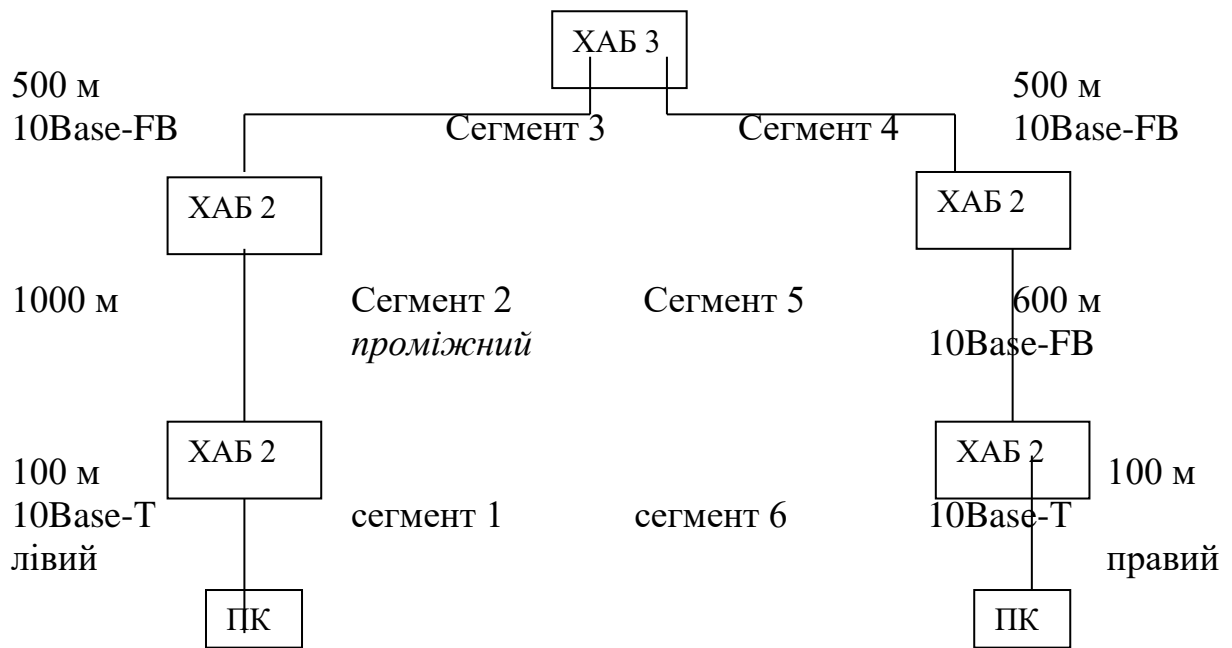 ХАБ 3
500 м
10Base-FB
Сегмент 3
Сегмент 4
500 м
10Base-FB
ХАБ 2
ХАБ 2
1000 м
Сегмент 2
проміжний
Сегмент 5
600 м
10Base-FB
ХАБ 2
ХАБ 2
100 м
10Base-T
лівий
сегмент 1
сегмент 6
10Base-T
100 м
правий
ПК
ПК